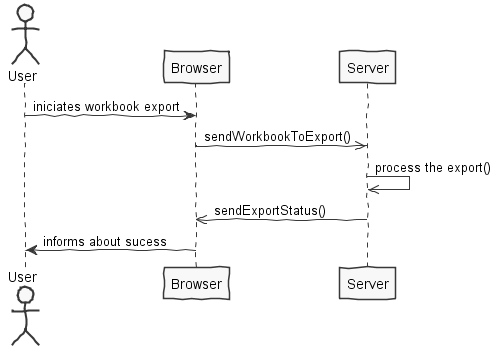 User
Browser
Server
iniciates workbook export
sendWorkbookToExport()
process the export()
sendExportStatus()
informs about sucess
User
Browser
Server